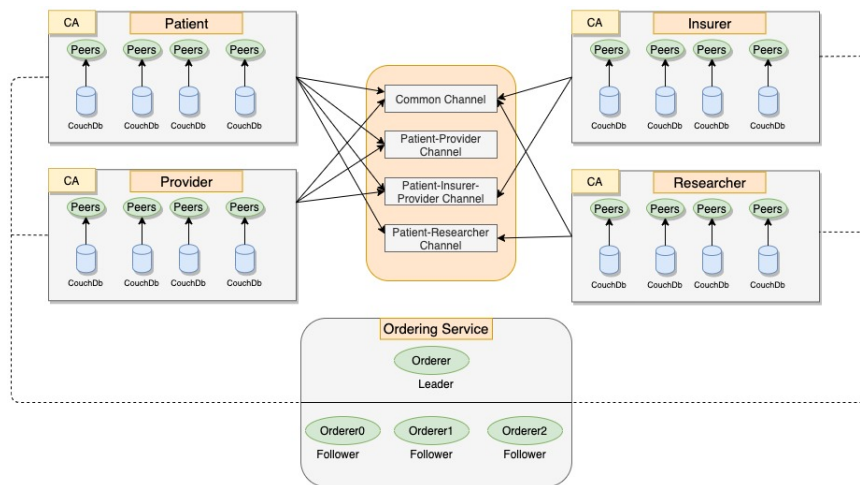 CA
Patient
Peers Peers Peers Peers
CouchDb CouchDb CouchDb CouchDb
CA
Provider
Peers Peers Peers Peers
CouchDb CouchDb CouchDb CouchDb
Common Channel
Patient-Provider
Channel
Patient-Insurer-
Provider Channel
Patient-Researcher
Channel
CA
Insurer
Peers Peers Peers Peers
CouchDb CouchDb CouchDb CouchDb
CA
Researcher
Peers Peers Peers Peers
CouchDb CouchDb CouchDb CouchDb
Ordering Service
Orderer
Leader
Orderer0 Orderer1 Orderer2
Follower Follower Follower